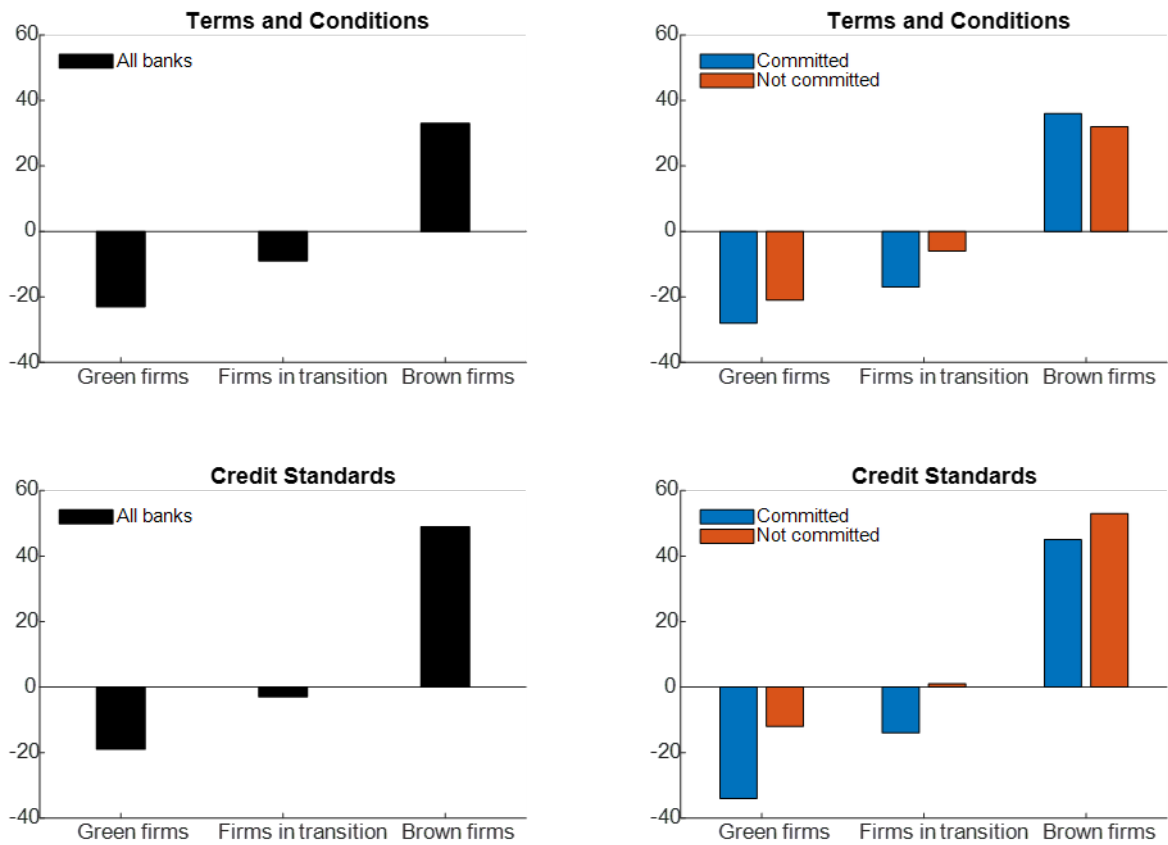 Terms and Conditions
60
40
20
0
-20
-40
All banks
Green firms Firms in transition Brown firms
Terms and Conditions
60
40
20
0
-20
-40
Committed
Not committed
Green firms Firms in transition Brown firms
Credit Standards
60
40
20
0
-20
-40
All banks
Green firms Firms in transition Brown firms
Credit Standards
60
40
20
0
-20
-40
Committed
Not committed
Green firms Firms in transition Brown firms